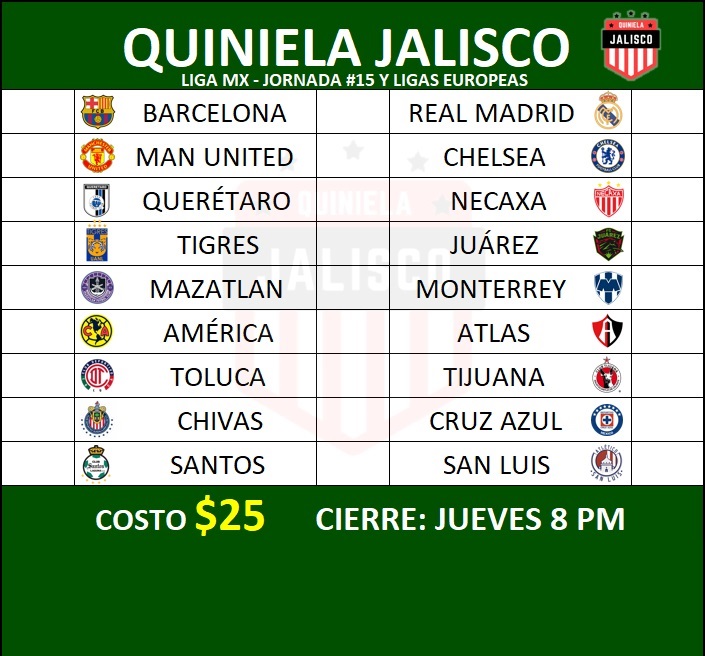 QUINIELA JALISCO
JALISCO
LIGA MX - JORNADA #15 Y LIGAS EUROPEAS
BARCELONA REAL MADRID
MAN UNITED CHELSEA
QUERÉTARO NECAXA
TIGRES JUÁREZ
MAZATLAN MONTERREY
AMÉRICA ATLAS
TOLUCA TIJUANA
CHIVAS CRUZ AZUL
SANTOS SAN LUIS
QUINIELA
JALISCO
COSTO $25 CIERRE: JUEVES 8 PM